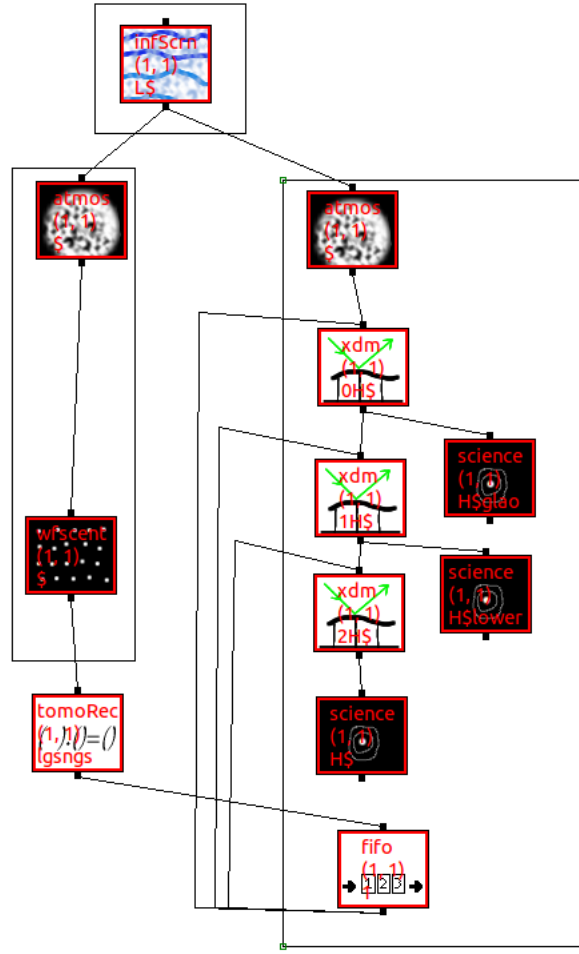 infScrn
(1, 1)
L$
atmos
(1, 1)
$
atmos
(1, 1)
$
xdm
(1, 1)
0H$
science
(1, 1)
H$glao
xdm
(1, 1)
1H$
wfscent
(1, 1)
$
science
(1, 1)
H$lower
xdm
(1, 1)
2H$
tomoRec
(1, 1)
( ).()=()
lgsngs
science
(1, 1)
H$
fifo
(1, 1)
1
1 2 3